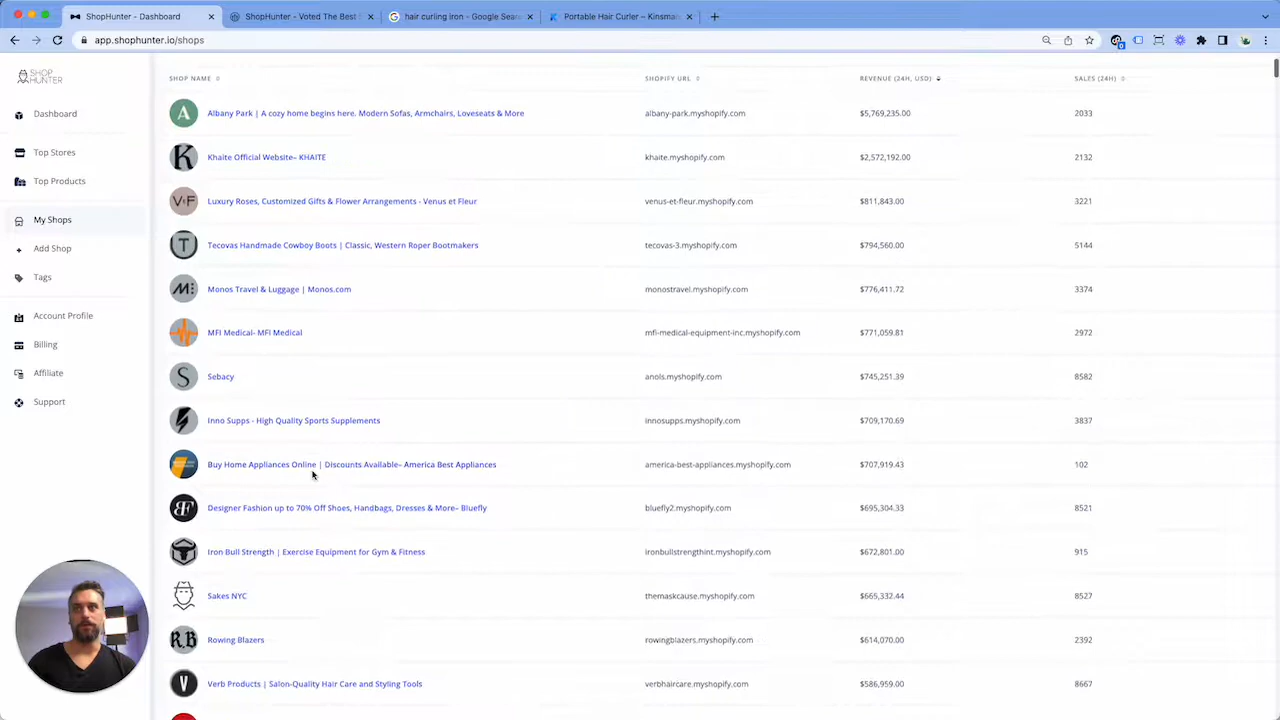 ShopHunter - Dashboard
ShopHunter - Voted The Best
hair curling iron - Google Sear
Portable Hair Curler – Kinsma
app.shophunter.io/shops
SHOP
HUNTER
Dashboard
Top Stores
Top Products
My Shops
Add Shop
Tags
Account Profile
Billing
Affiliate
Support
SHOP NAME SHOPIFY URL REVENUE (24H, USD) SALES (24H)
A Albany Park | A cozy home begins here. Modern Sofas, Armchairs, Loveseats & More albany-park.myshopify.com $5,769,235.00 2033
K Khaite Official Website– KHAITE khaite.myshopify.com $2,572,192.00 2132
V+F Luxury Roses, Customized Gifts & Flower Arrangements - Venus et Fleur venus-et-fleur.myshopify.com $811,843.00 3221
T Tecovas Handmade Cowboy Boots | Classic, Western Roper Bootmakers tecovas-3.myshopify.com $794,560.00 5144
M: Monos Travel & Luggage | Monos.com monostravel.myshopify.com $776,411.72 3374
MFI Medical- MFI Medical mfi-medical-equipment-inc.myshopify.com $771,059.81 2972
S Sebacy anols.myshopify.com $745,251.39 8582
Inno Supps - High Quality Sports Supplements innosupps.myshopify.com $709,170.69 3837
Buy Home Appliances Online | Discounts Available– America Best Appliances america-best-appliances.myshopify.com $707,919.43 102
BF Designer Fashion up to 70% Off Shoes, Handbags, Dresses & More– Bluefly bluefly2.myshopify.com $695,304.33 8521
Iron Bull Strength | Exercise Equipment for Gym & Fitness ironbullstrengthint.myshopify.com $672,801.00 915
Sakes NYC themaskcause.myshopify.com $665,332.44 8527
R.B Rowing Blazers rowingblazers.myshopify.com $614,070.00 2392
V Verb Products | Salon-Quality Hair Care and Styling Tools verbhaircare.myshopify.com $586,959.00 8667